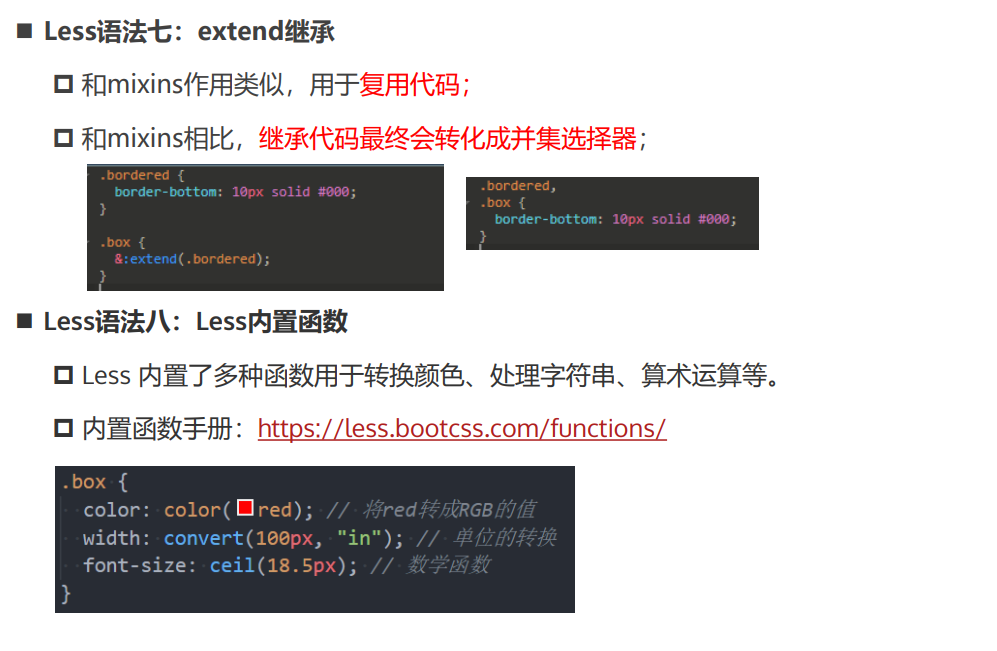 Less语法七：extend继承
和mixins作用类似，用于复用代码；
和mixins相比，继承代码最终会转化成并集选择器；
.bordered {
border-bottom: 10px solid #000;
}
.box {
&:extend(.bordered);
}
.bordered,
.box {
border-bottom: 10px solid #000;
}
Less语法八：Less内置函数
Less 内置了多种函数用于转换颜色、处理字符串、算术运算等。
内置函数手册：https://less.bootcss.com/functions/
.box {
color: color(red); // 将red转成RGB的值
width: convert(100px, "in"); // 单位的转换
font-size: ceil(18.5px); // 数学函数
}